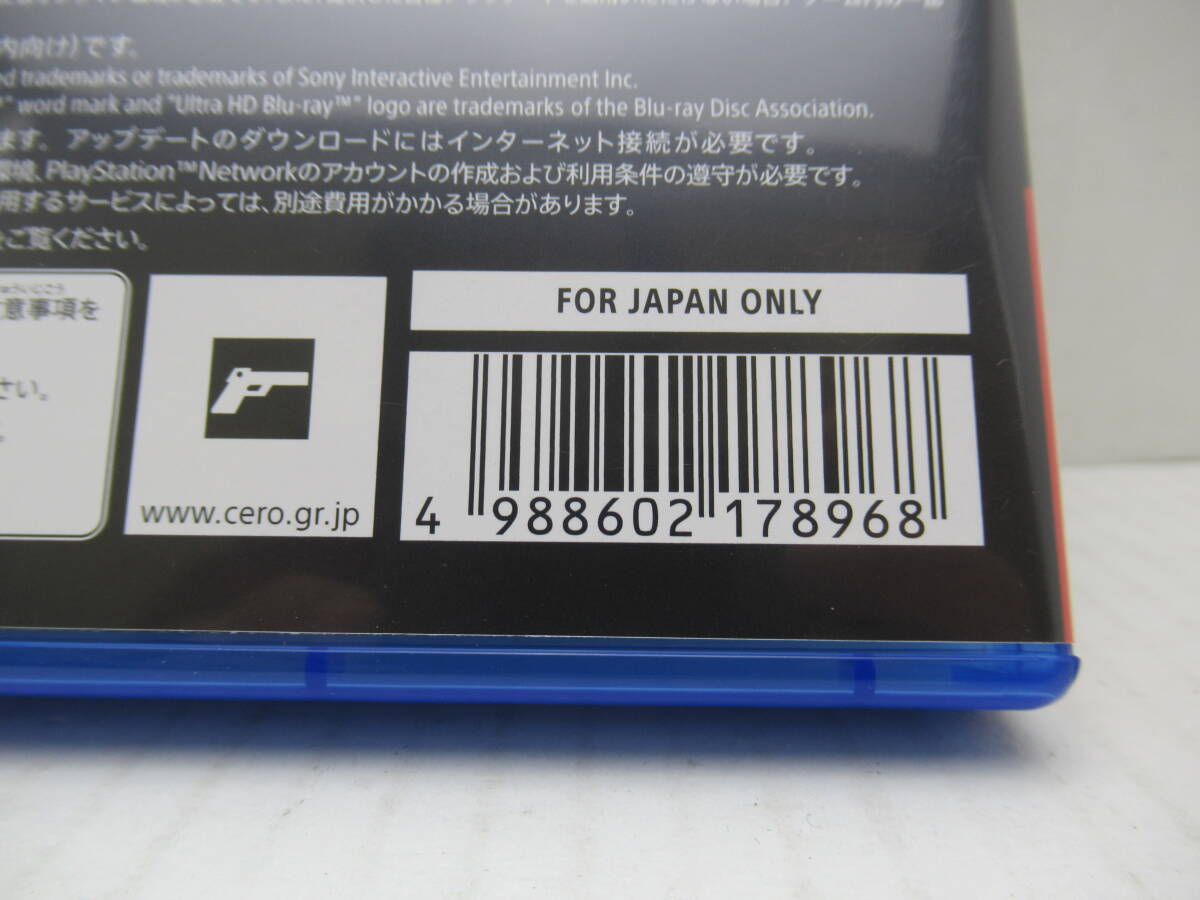 内向け)です。
ed trademarks or trademarks of Sony Interactive Entertainment Inc.
word mark and "Ultra HD Blu-ray™" logo are trademarks of the Blu-ray Disc Association.
ます。アップデートのダウンロードにはインターネット接続が必要です。
環境、PlayStation™Networkのアカウントの作成および利用条件の遵守が必要です。
用するサービスによっては、別途費用がかかる場合があります。
をご覧ください。
ゅういじこう
意事項を
さい。
FOR JAPAN ONLY
www.cero.gr.jp
4 988602 178968